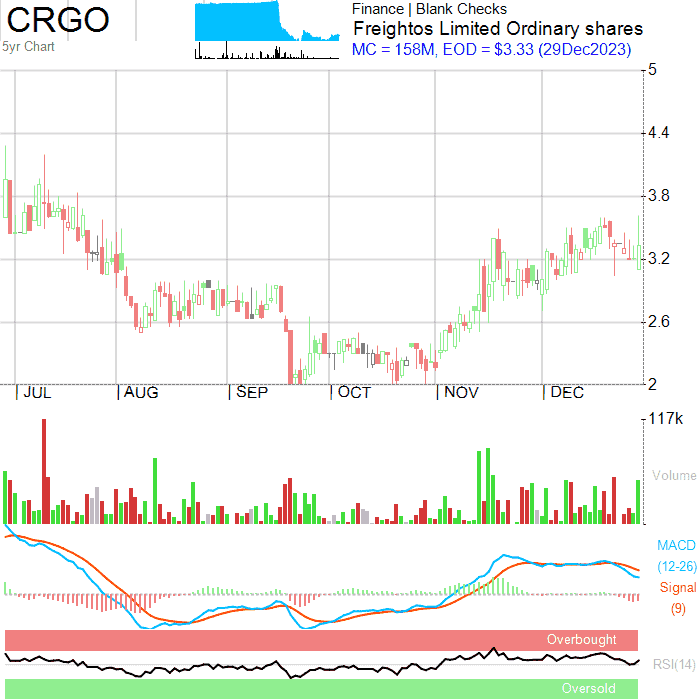 CRGO
5yr Chart
Finance | Blank Checks
Freightos Limited Ordinary shares
MC = 158M, EOD = $3.33 (29Dec2023)
5
4.4
3.8
3.2
2.6
2
JUL AUG SEP OCT NOV DEC
117k
Volume
MACD
(12-26)
Signal
(9)
Overbought
RSI(14)
Oversold